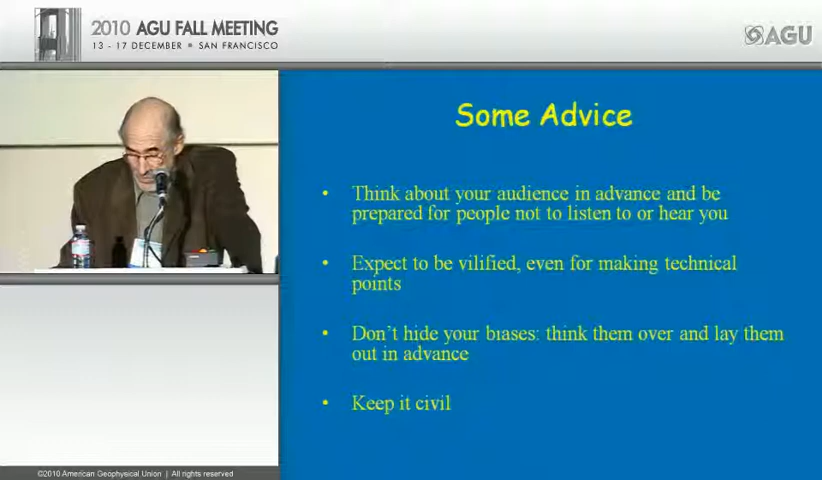 2010 AGU FALL MEETING
13 - 17 DECEMBER SAN FRANCISCO
AGU
Some Advice
• Think about your audience in advance and be
prepared for people not to listen to or hear you
• Expect to be vilified, even for making technical
points
• Don't hide your biases: think them over and lay them
out in advance
• Keep it civil
©2010 American Geophysical Union | All rights reserved